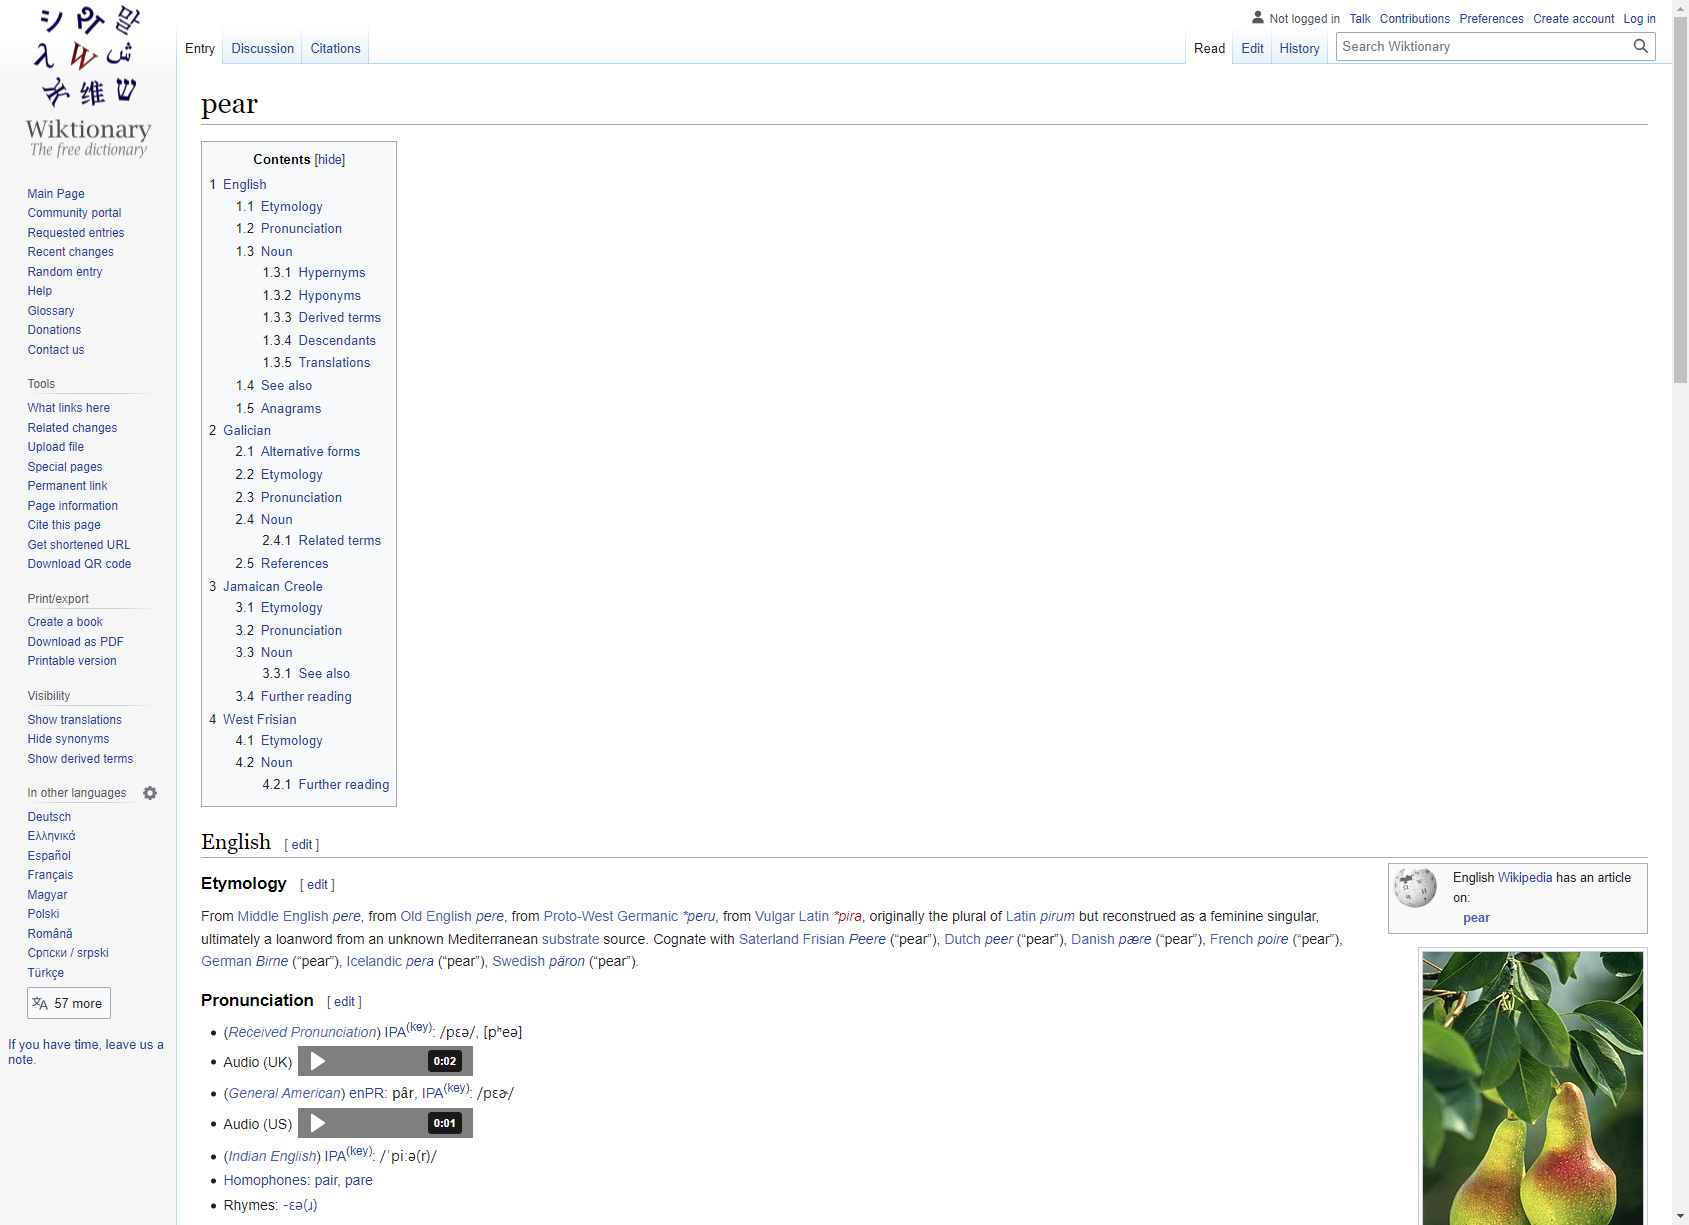 Not logged in Talk Contributions Preferences Create account Log in
Entry Discussion Citations Read Edit History Search Wiktionary
シ 말
λ W ش
维 ש
Wiktionary
The free dictionary
Main Page
Community portal
Requested entries
Recent changes
Random entry
Help
Glossary
Donations
Contact us
Tools
What links here
Related changes
Upload file
Special pages
Permanent link
Page information
Cite this page
Get shortened URL
Download QR code
Print/export
Create a book
Download as PDF
Printable version
Visibility
Show translations
Hide synonyms
Show derived terms
In other languages
Deutsch
Ελληνικά
Español
Français
Magyar
Polski
Română
Српски / srpski
Türkçe
57 more
If you have time, leave us a
note.
pear
Contents [hide]
1 English
1.1 Etymology
1.2 Pronunciation
1.3 Noun
1.3.1 Hypernyms
1.3.2 Hyponyms
1.3.3 Derived terms
1.3.4 Descendants
1.3.5 Translations
1.4 See also
1.5 Anagrams
2 Galician
2.1 Alternative forms
2.2 Etymology
2.3 Pronunciation
2.4 Noun
2.4.1 Related terms
2.5 References
3 Jamaican Creole
3.1 Etymology
3.2 Pronunciation
3.3 Noun
3.3.1 See also
3.4 Further reading
4 West Frisian
4.1 Etymology
4.2 Noun
4.2.1 Further reading
English [ edit ]
Etymology [ edit ]
From Middle English pere, from Old English pere, from Proto-West Germanic *peru, from Vulgar Latin *pira, originally the plural of Latin pirum but reconstrued as a feminine singular,
ultimately a loanword from an unknown Mediterranean substrate source. Cognate with Saterland Frisian Peere (“pear”), Dutch peer (“pear”), Danish pære (“pear”), French poire (“pear”),
German Birne (“pear”), Icelandic pera (“pear”), Swedish päron (“pear”).
English Wikipedia has an article
on:
pear
Pronunciation [ edit ]
• (Received Pronunciation) IPA(key): /pɛə/, [pʰeə]
• Audio (UK) 0:02
• (General American) enPR: pâr, IPA(key): /pɛɚ/
• Audio (US) 0:01
• (Indian English) IPA(key): /ˈpiːə(r)/
• Homophones: pair, pare
• Rhymes: -ɛə(ɹ)